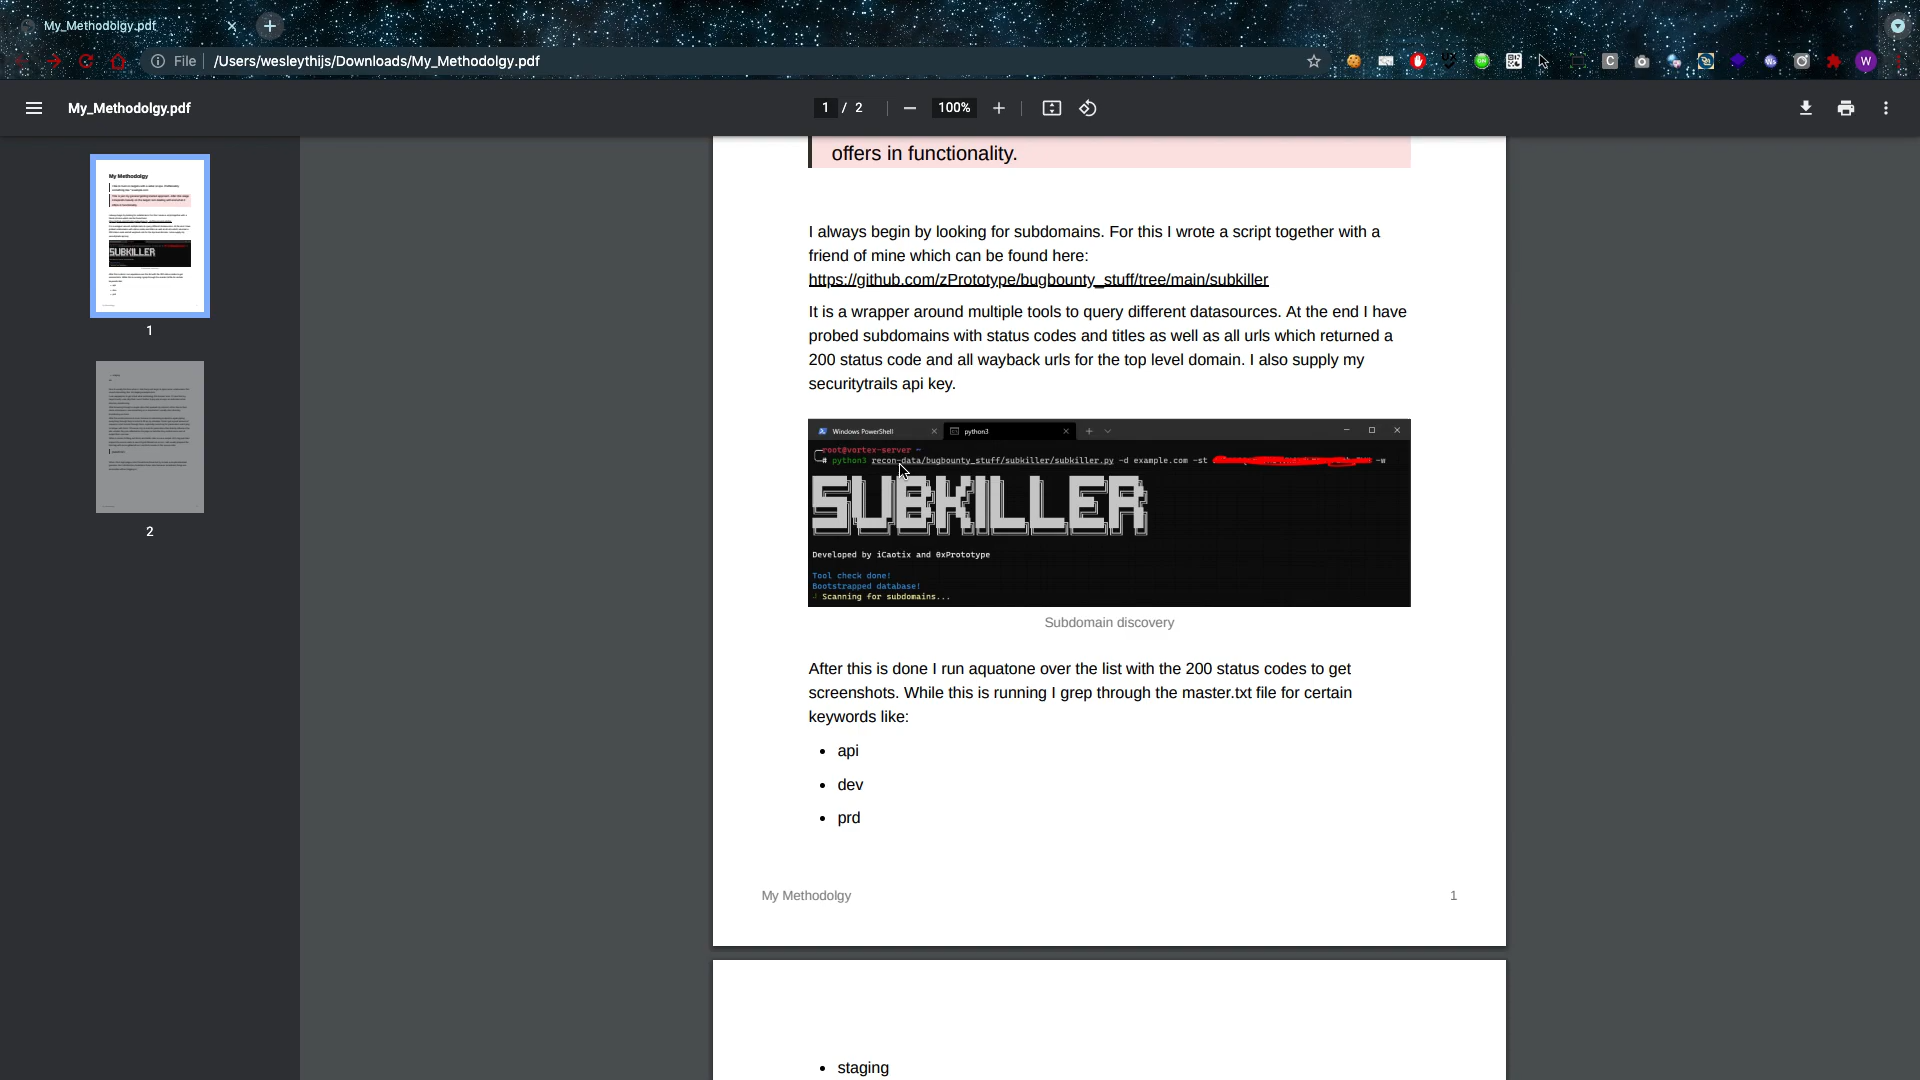 My_Methodolgy.pdf
File
/Users/wesleythijs/Downloads/My_Methodolgy.pdf
My_Methodolgy.pdf
1 / 2
100%
offers in functionality.
I always begin by looking for subdomains. For this I wrote a script together with a
friend of mine which can be found here:
https://github.com/zPrototype/bugbounty_stuff/tree/main/subkiller
It is a wrapper around multiple tools to query different datasources. At the end I have
probed subdomains with status codes and titles as well as all urls which returned a
200 status code and all wayback urls for the top level domain. I also supply my
securitytrails api key.
Windows PowerShell
python3
root@vortex-server ~
# python3 recon-data/bugbounty_stuff/subkiller/subkiller.py -d example.com -st -w
SUBKILLER
Developed by iCaotix and 0xPrototype
Tool check done!
Bootstrapped database!
Scanning for subdomains...
Subdomain discovery
After this is done I run aquatone over the list with the 200 status codes to get
screenshots. While this is running I grep through the master.txt file for certain
keywords like:
• api
• dev
• prd
My Methodolgy
1
• staging
My Methodolgy
SUBKILLER
1
2